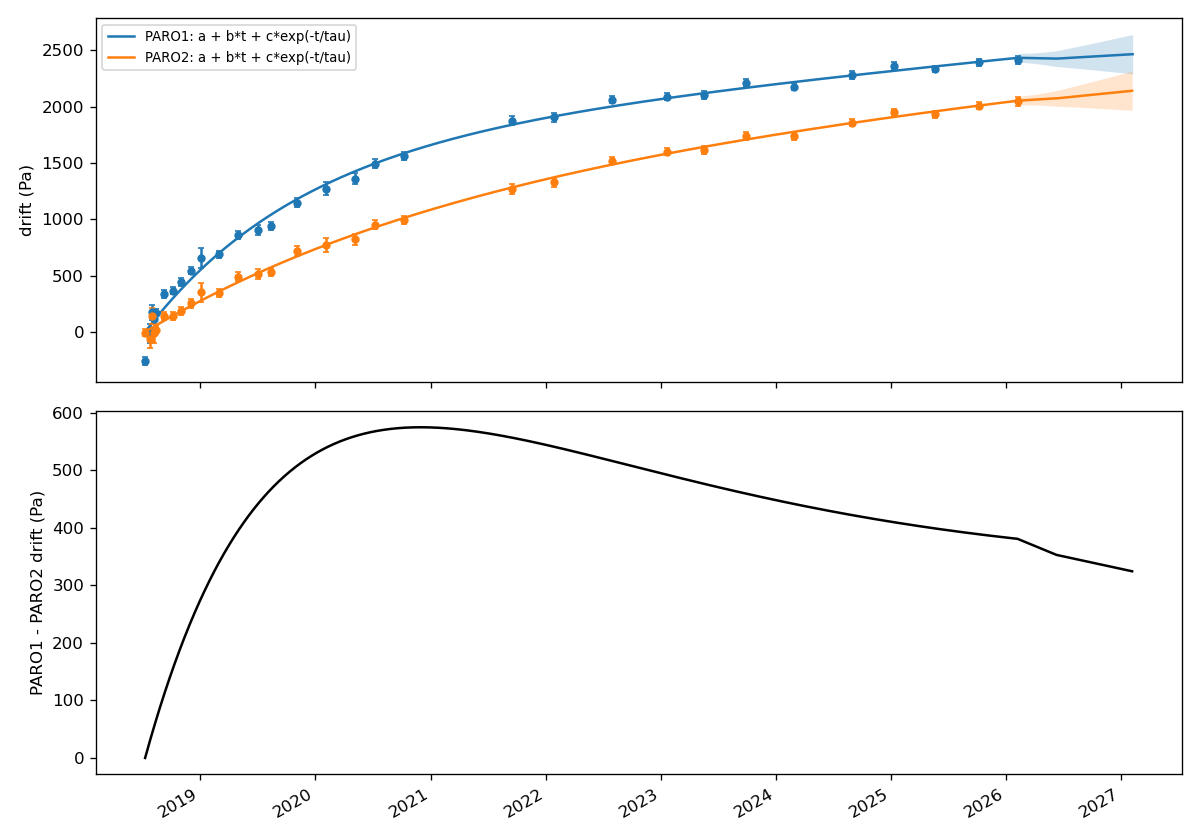 PARO1: a + b*t + c*exp(-t/tau)
PARO2: a + b*t + c*exp(-t/tau)
drift (Pa)
2500
2000
1500
1000
500
0
PARO1 - PARO2 drift (Pa)
600
500
400
300
200
100
0
2019 2020 2021 2022 2023 2024 2025 2026 2027